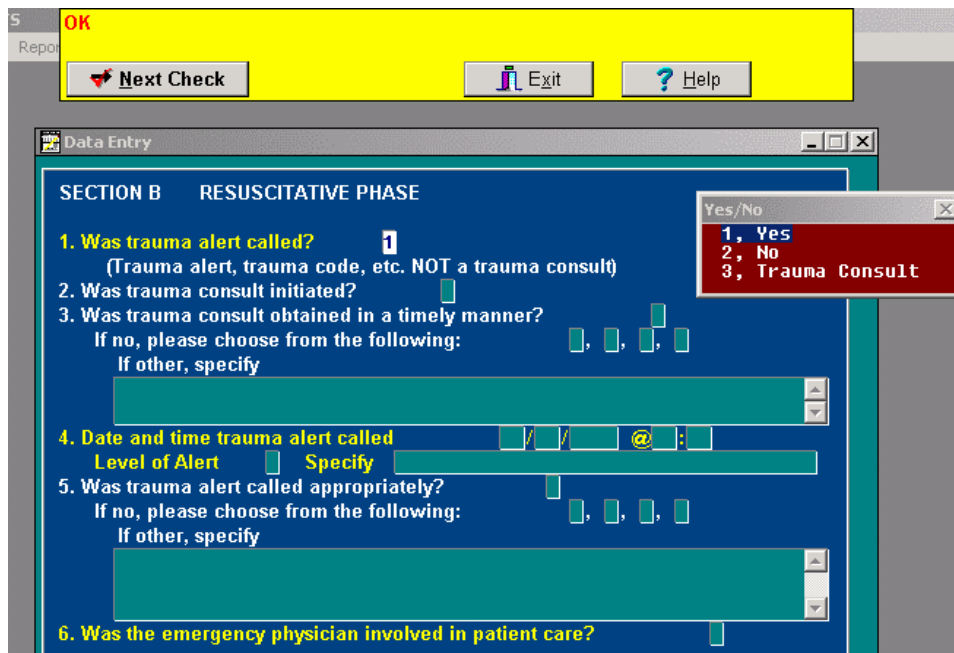 OK
Repor
Next Check
Exit
? Help
Data Entry
SECTION B RESUSCITATIVE PHASE
Yes/No
1, Yes
2, No
3, Trauma Consult
1. Was trauma alert called? 1
(Trauma alert, trauma code, etc. NOT a trauma consult)
2. Was trauma consult initiated?
3. Was trauma consult obtained in a timely manner?
If no, please choose from the following: , , ,
If other, specify
4. Date and time trauma alert called / / @ :
Level of Alert Specify
5. Was trauma alert called appropriately?
If no, please choose from the following: , , ,
If other, specify
6. Was the emergency physician involved in patient care?